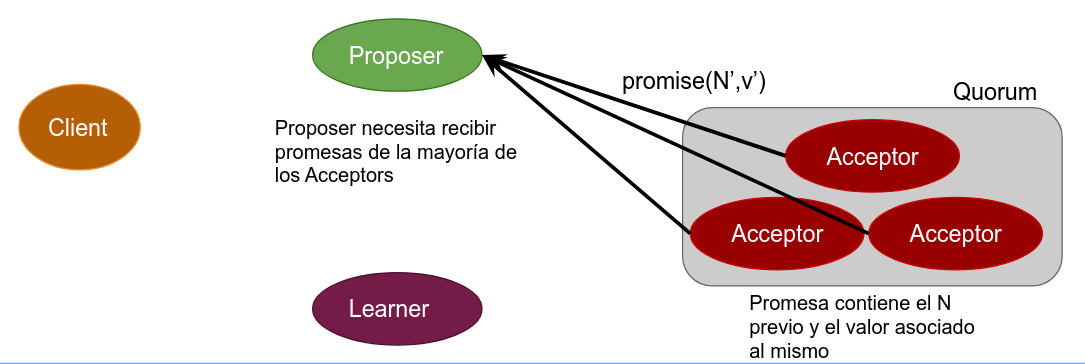 Proposer
promise(N’,v’)
Quorum
Client
Proposer necesita recibir
promesas de la mayoría de
los Acceptors
Acceptor
Acceptor
Acceptor
Learner
Promesa contiene el N
previo y el valor asociado
al mismo